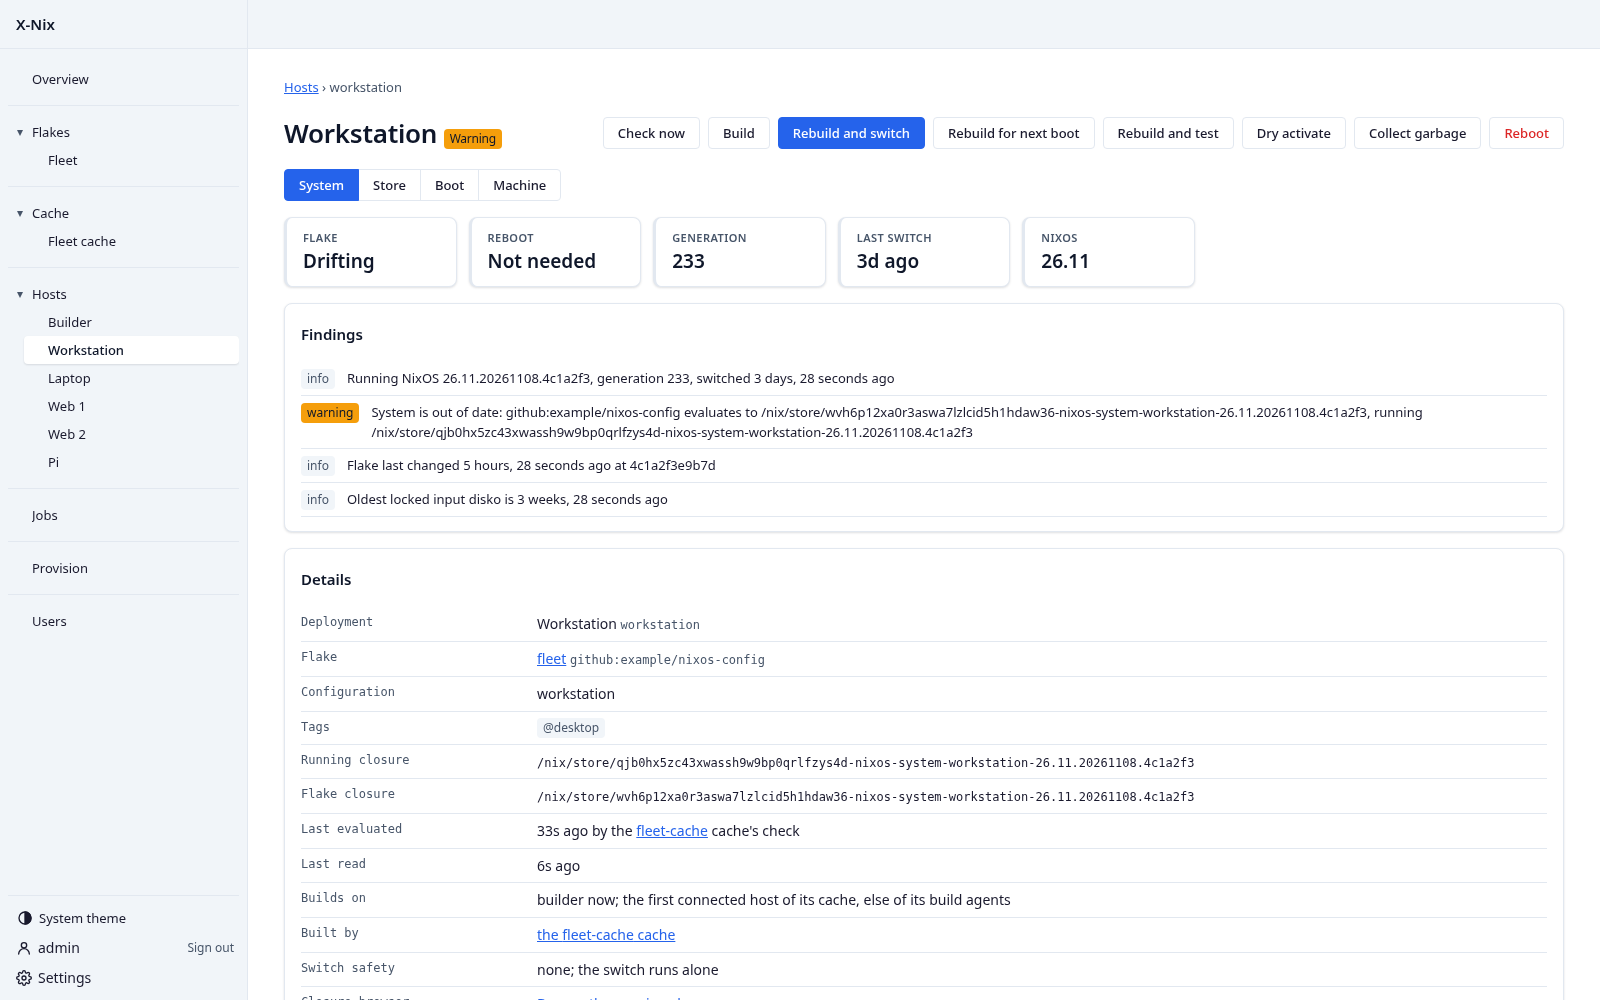 X-Nix
Overview
Flakes
Fleet
Cache
Fleet cache
Hosts
Builder
Workstation
Laptop
Web 1
Web 2
Pi
Jobs
Provision
Users
System theme
admin Sign out
Settings
Hosts › workstation
Workstation Warning
Check now Build Rebuild and switch Rebuild for next boot Rebuild and test Dry activate Collect garbage Reboot
System Store Boot Machine
FLAKE
Drifting
REBOOT
Not needed
GENERATION
233
LAST SWITCH
3d ago
NIXOS
26.11
Findings
info Running NixOS 26.11.20261108.4c1a2f3, generation 233, switched 3 days, 28 seconds ago
warning System is out of date: github:example/nixos-config evaluates to /nix/store/wvh6p12xa0r3aswa7lzlcid5h1hdaw36-nixos-system-workstation-26.11.20261108.4c1a2f3, running
/nix/store/qjb0hx5zc43xwassh9w9bp0qrlfzys4d-nixos-system-workstation-26.11.20261108.4c1a2f3
info Flake last changed 5 hours, 28 seconds ago at 4c1a2f3e9b7d
info Oldest locked input disko is 3 weeks, 28 seconds ago
Details
Deployment Workstation workstation
Flake fleet github:example/nixos-config
Configuration workstation
Tags @desktop
Running closure /nix/store/qjb0hx5zc43xwassh9w9bp0qrlfzys4d-nixos-system-workstation-26.11.20261108.4c1a2f3
Flake closure /nix/store/wvh6p12xa0r3aswa7lzlcid5h1hdaw36-nixos-system-workstation-26.11.20261108.4c1a2f3
Last evaluated 33s ago by the fleet-cache cache's check
Last read 6s ago
Builds on builder now; the first connected host of its cache, else of its build agents
Built by the fleet-cache cache
Switch safety none; the switch runs alone